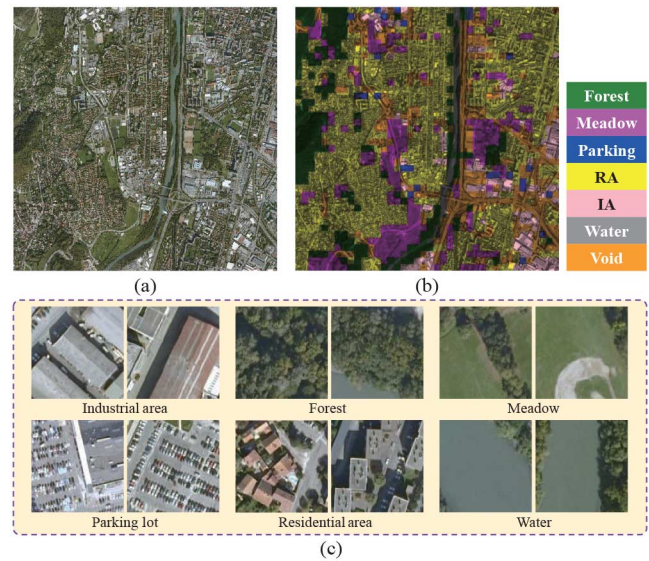 Forest
Meadow
Parking
RA
IA
Water
Void
(a)
(b)
Industrial area
Forest
Meadow
Parking lot
Residential area
Water
(c)